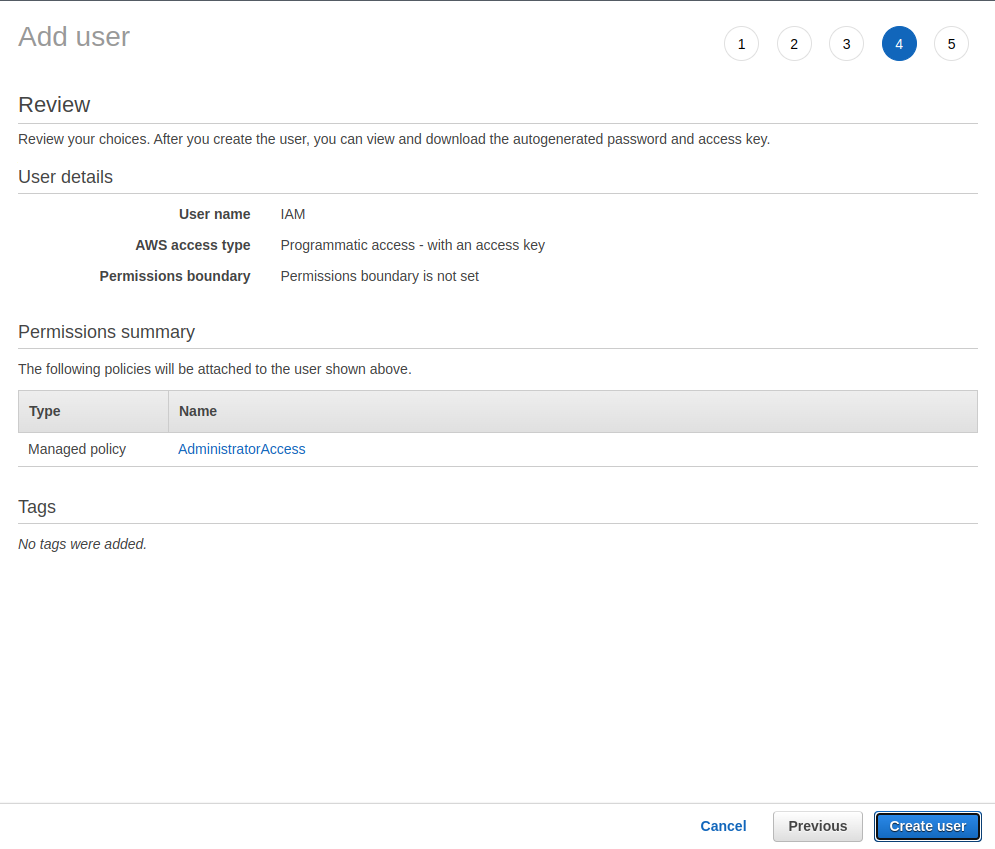 Add user
1 2 3 4 5
Review
Review your choices. After you create the user, you can view and download the autogenerated password and access key.
User details
User name IAM
AWS access type Programmatic access - with an access key
Permissions boundary Permissions boundary is not set
Permissions summary
The following policies will be attached to the user shown above.
Type Name
Managed policy AdministratorAccess
Tags
No tags were added.
Cancel Previous Create user